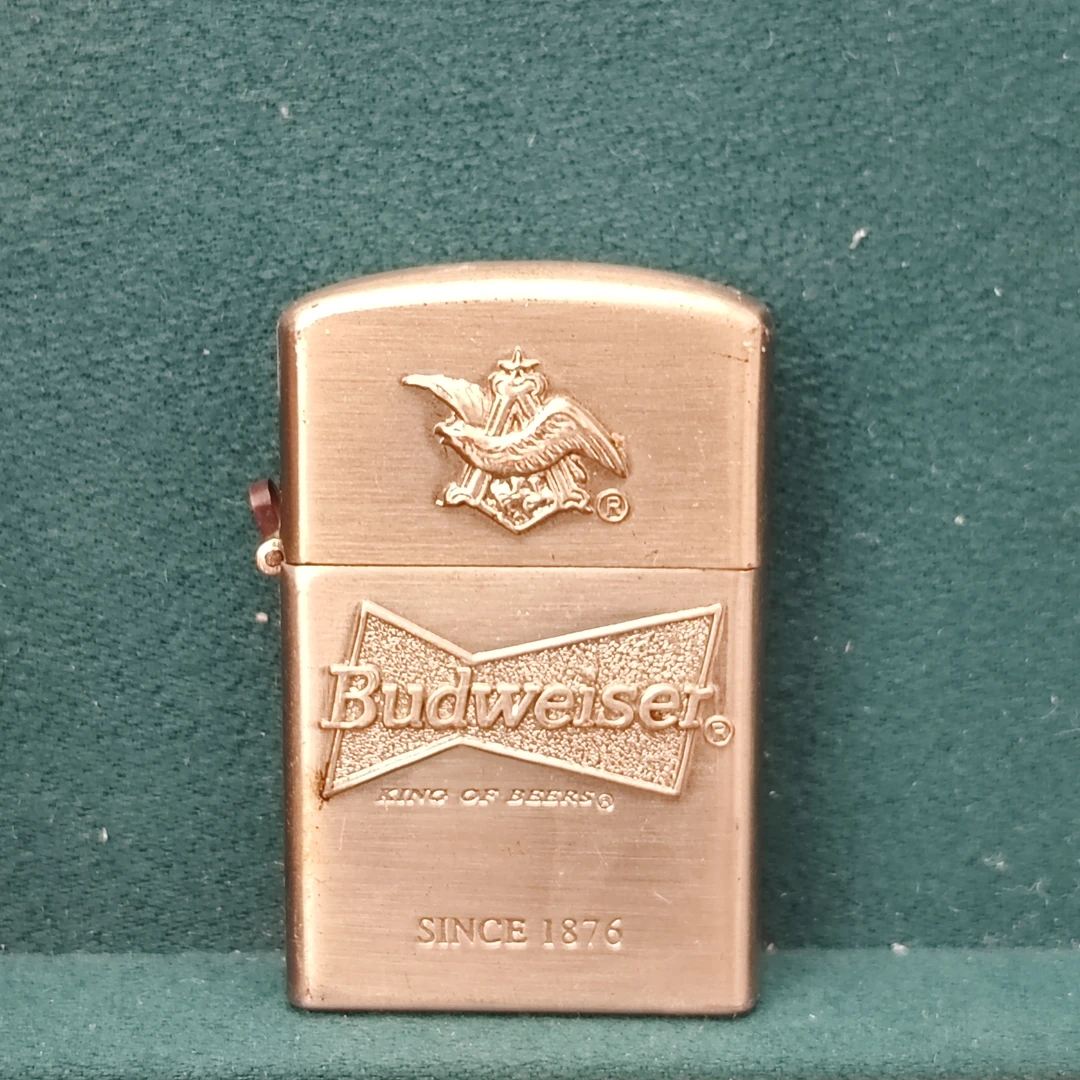 ®
Budweiser®
KING OF BEERS®
SINCE 1876